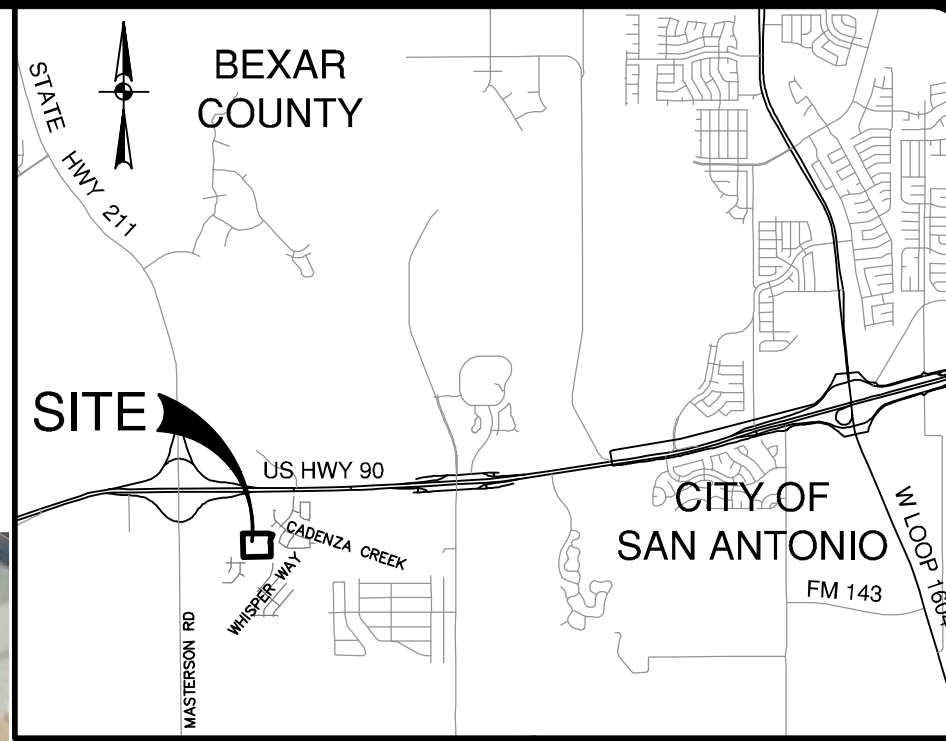 BEXAR
COUNTY
STATE HWY 211
SITE
US HWY 90
CADENZA CREEK
WHISPER WAY
MASTERSON RD
CITY OF
SAN ANTONIO
FM 143
W LOOP 1604